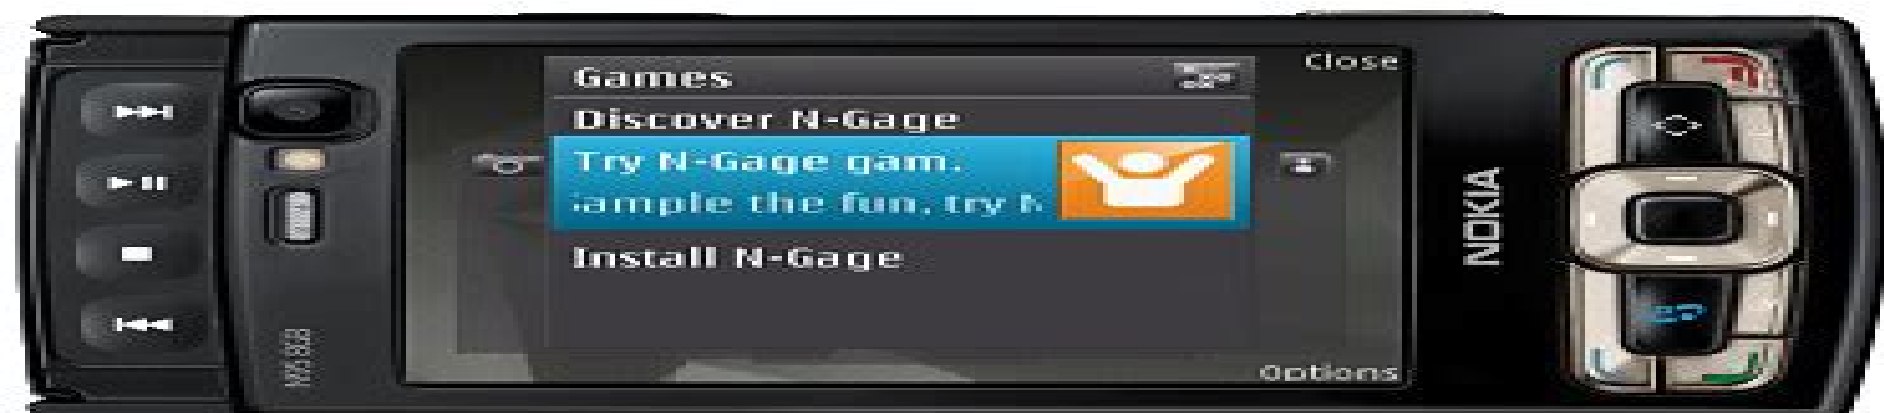 Close
Games
Discover N-Gage
Try N-Gage gam.
ample the fun, try N
Install N-Gage
Options
NOKIA